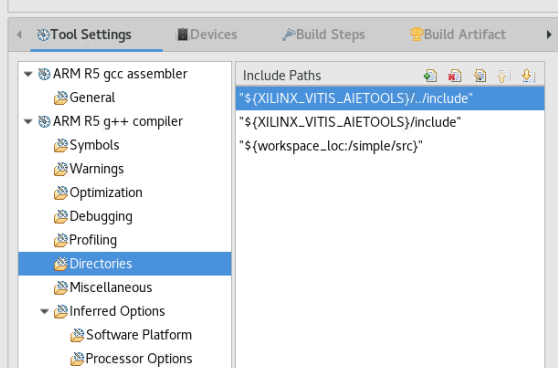 Tool Settings
Devices
Build Steps
Build Artifact
ARM R5 gcc assembler
General
ARM R5 g++ compiler
Symbols
Warnings
Optimization
Debugging
Profiling
Directories
Miscellaneous
Inferred Options
Software Platform
Processor Options
Include Paths
"${XILINX_VITIS_AIETOOLS}/../include"
"${XILINX_VITIS_AIETOOLS}/include"
"${workspace_loc:/simple/src}"